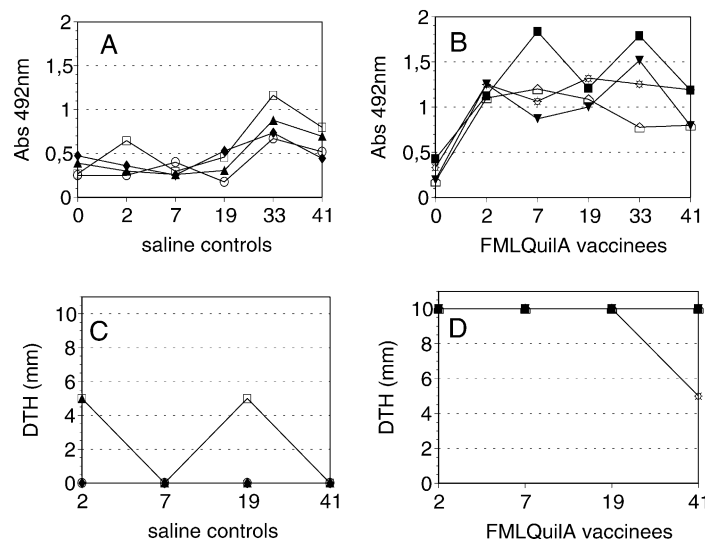 A
Abs 492nm
2
1,5
1
0,5
0
0 2 7 19 33 41
saline controls
B
Abs 492nm
2
1,5
1
0,5
0
0 2 7 19 33 41
FMLQuilA vaccinees
C
DTH (mm)
10
8
6
4
2
0
2 7 19 41
saline controls
D
DTH (mm)
10
8
6
4
2
0
2 7 19 41
FMLQuilA vaccinees